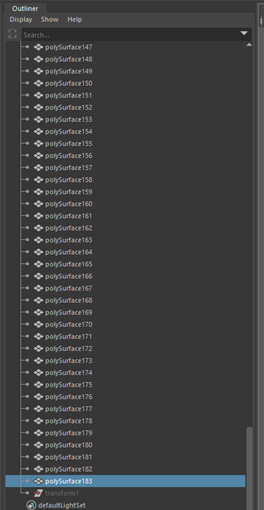 Outliner
Display Show Help
Search...
polySurface147
polySurface148
polySurface149
polySurface150
polySurface151
polySurface152
polySurface153
polySurface154
polySurface155
polySurface156
polySurface157
polySurface158
polySurface159
polySurface160
polySurface161
polySurface162
polySurface163
polySurface164
polySurface165
polySurface166
polySurface167
polySurface168
polySurface169
polySurface170
polySurface171
polySurface172
polySurface173
polySurface174
polySurface175
polySurface176
polySurface177
polySurface178
polySurface179
polySurface180
polySurface181
polySurface182
polySurface183
transform1
defaultLightSet